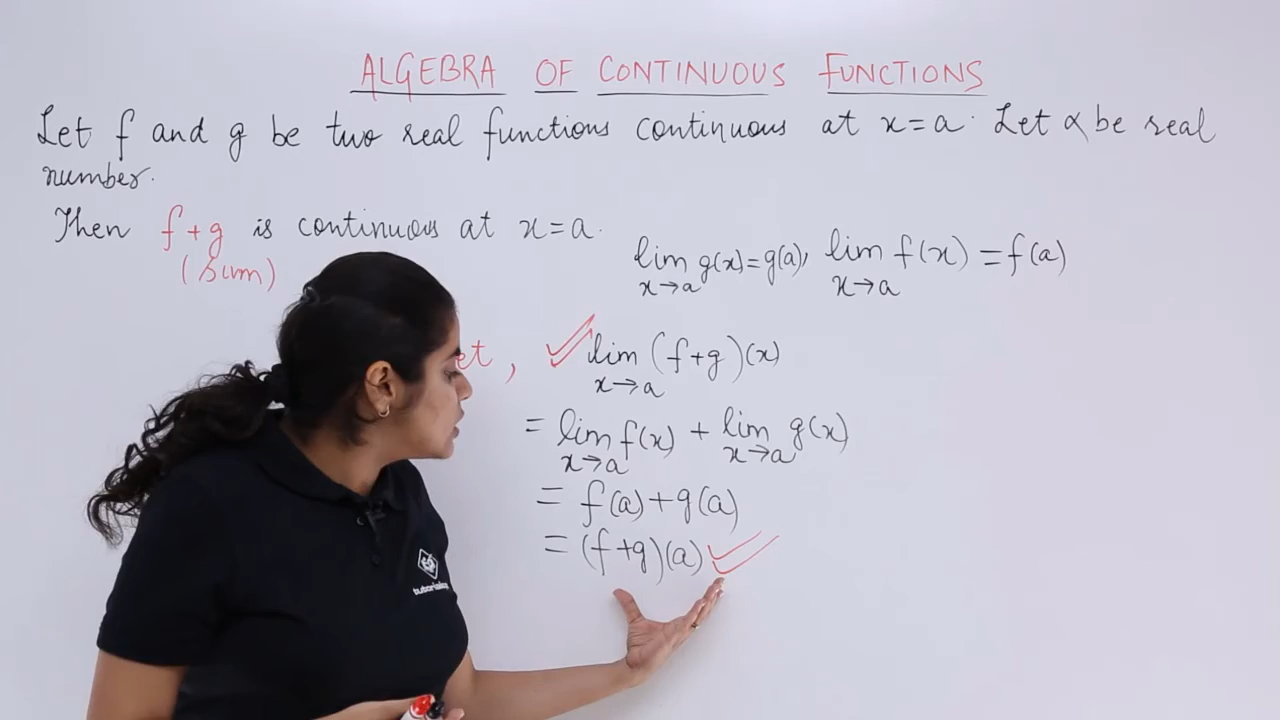 ALGEBRA OF CONTINUOUS FUNCTIONS
Let f and g be two real functions continuous at x=a. Let α be real
number.
Then f+g is continuous at x=a.
(Sum)
lim x→a g(x)=g(a), lim x→a f(x)=f(a)
lim x→a (f+g)(x)
= lim x→a f(x) + lim x→a g(x)
= f(a)+g(a)
= (f+g)(a)